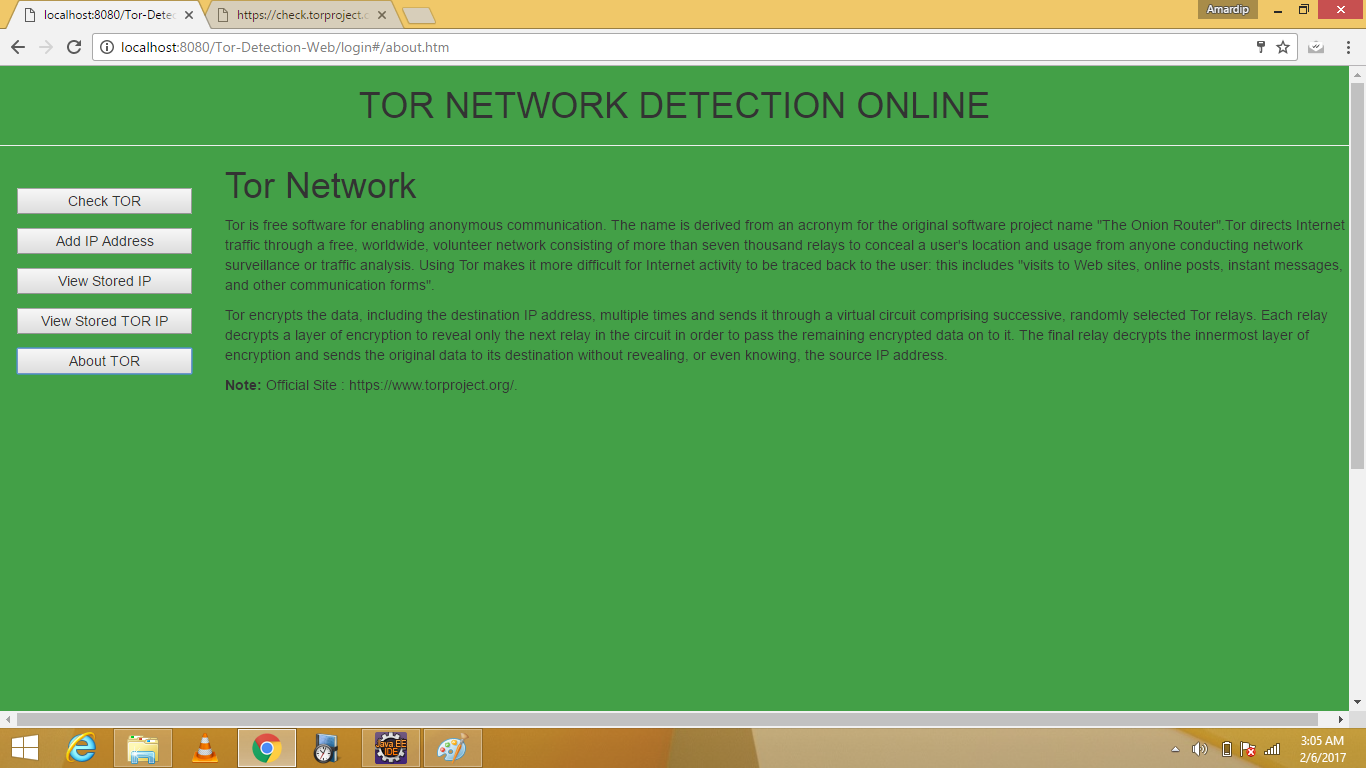 localhost:8080/Tor-Detec
https://check.torproject.o
Amardip
localhost:8080/Tor-Detection-Web/login#/about.htm
TOR NETWORK DETECTION ONLINE
Check TOR
Add IP Address
View Stored IP
View Stored TOR IP
About TOR
Tor Network
Tor is free software for enabling anonymous communication. The name is derived from an acronym for the original software project name "The Onion Router".Tor directs Internet
traffic through a free, worldwide, volunteer network consisting of more than seven thousand relays to conceal a user's location and usage from anyone conducting network
surveillance or traffic analysis. Using Tor makes it more difficult for Internet activity to be traced back to the user: this includes "visits to Web sites, online posts, instant messages,
and other communication forms".
Tor encrypts the data, including the destination IP address, multiple times and sends it through a virtual circuit comprising successive, randomly selected Tor relays. Each relay
decrypts a layer of encryption to reveal only the next relay in the circuit in order to pass the remaining encrypted data on to it. The final relay decrypts the innermost layer of
encryption and sends the original data to its destination without revealing, or even knowing, the source IP address.
Note: Official Site : https://www.torproject.org/.
Java EE
IDE
3:05 AM
2/6/2017